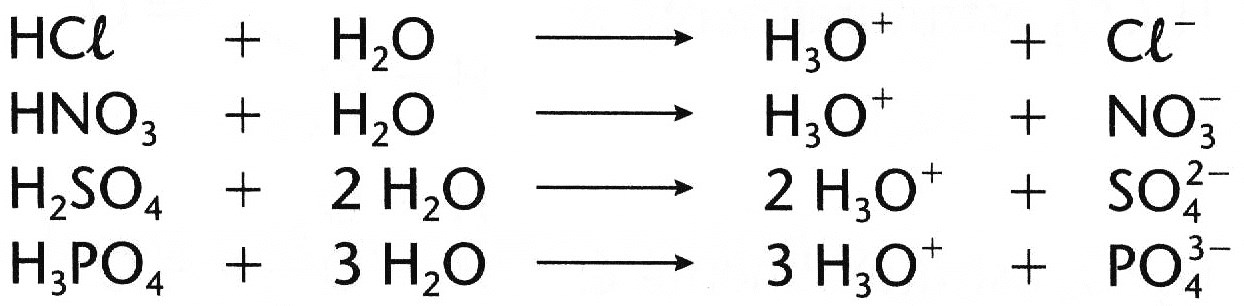 HCℓ + H₂O ⟶ H₃O⁺ + Cℓ⁻
HNO₃ + H₂O ⟶ H₃O⁺ + NO₃⁻
H₂SO₄ + 2 H₂O ⟶ 2 H₃O⁺ + SO₄²⁻
H₃PO₄ + 3 H₂O ⟶ 3 H₃O⁺ + PO₄³⁻